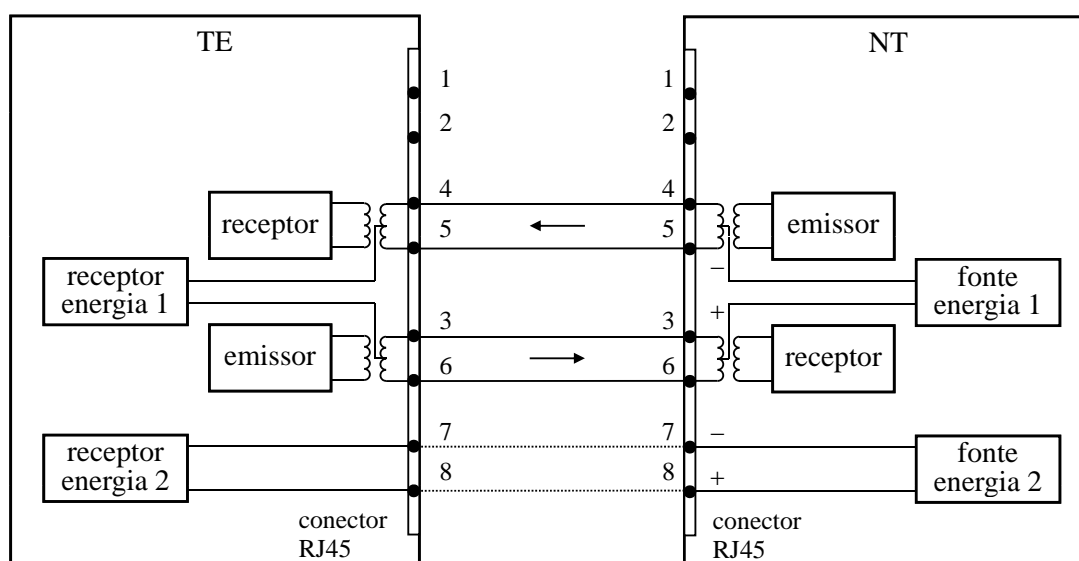 TE
NT
1
1
2
2
4
4
receptor
emissor
5
5
receptor
energia 1
−
fonte
energia 1
+
3
3
emissor
receptor
6
6
receptor
energia 2
7
7
−
fonte
energia 2
8
8
+
conector
RJ45
conector
RJ45